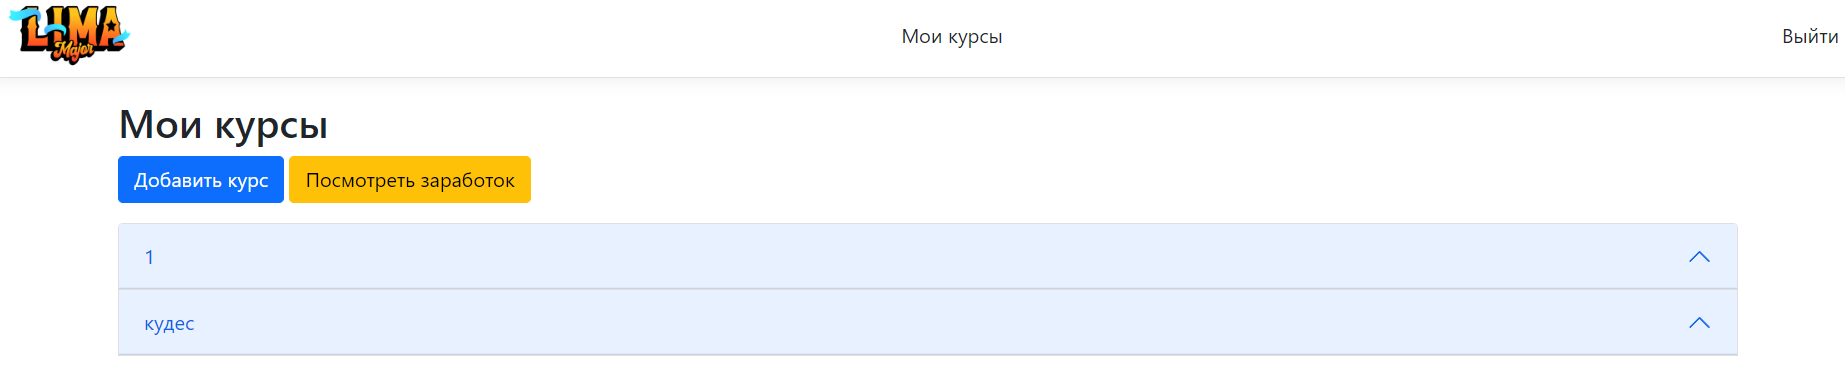 LIMA
Major
Мои курсы
Выйти
Мои курсы
Добавить курс Посмотреть заработок
1
кудес